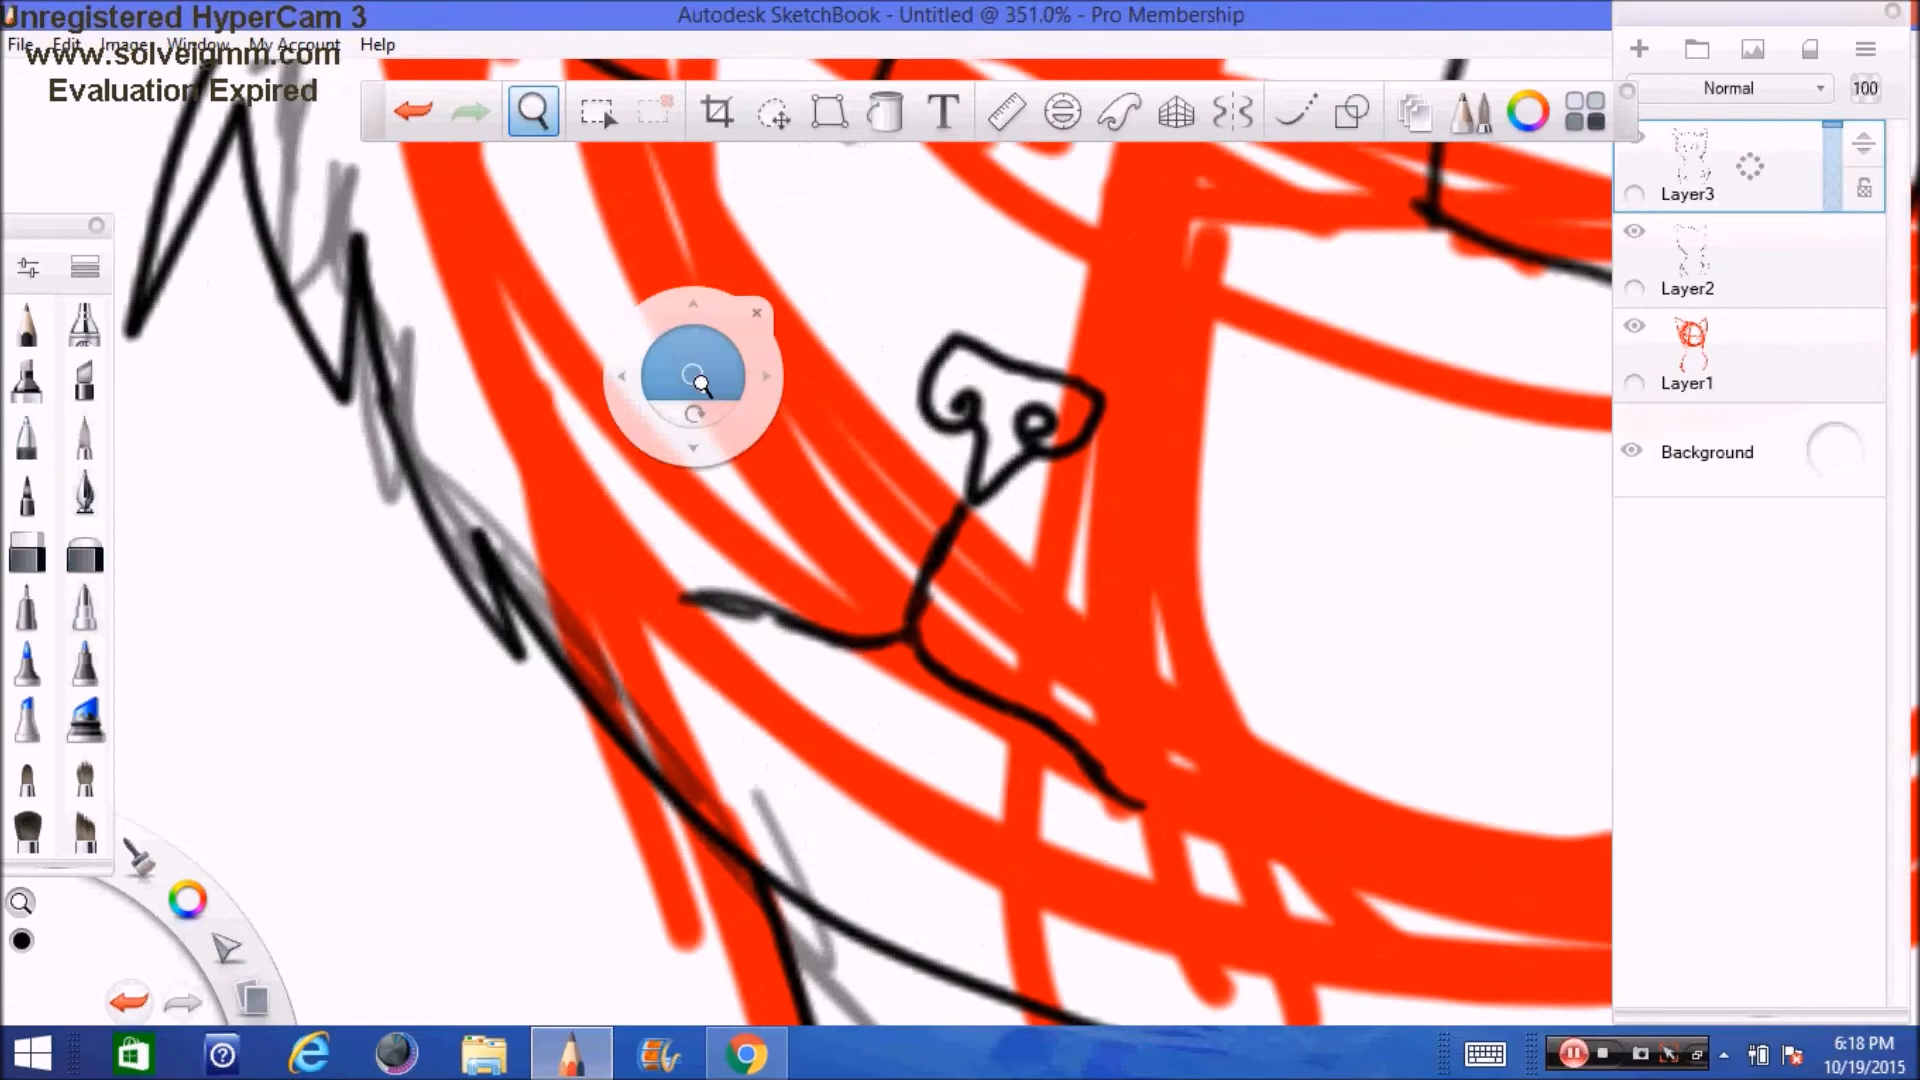 Unregistered HyperCam 3
Autodesk SketchBook - Untitled @ 351.0% - Pro Membership
File Edit Image Window My Account Help
www.solveigmm.com
Evaluation Expired
Normal
100
T
Layer3
Layer2
Layer1
Background
6:18 PM
10/19/2015